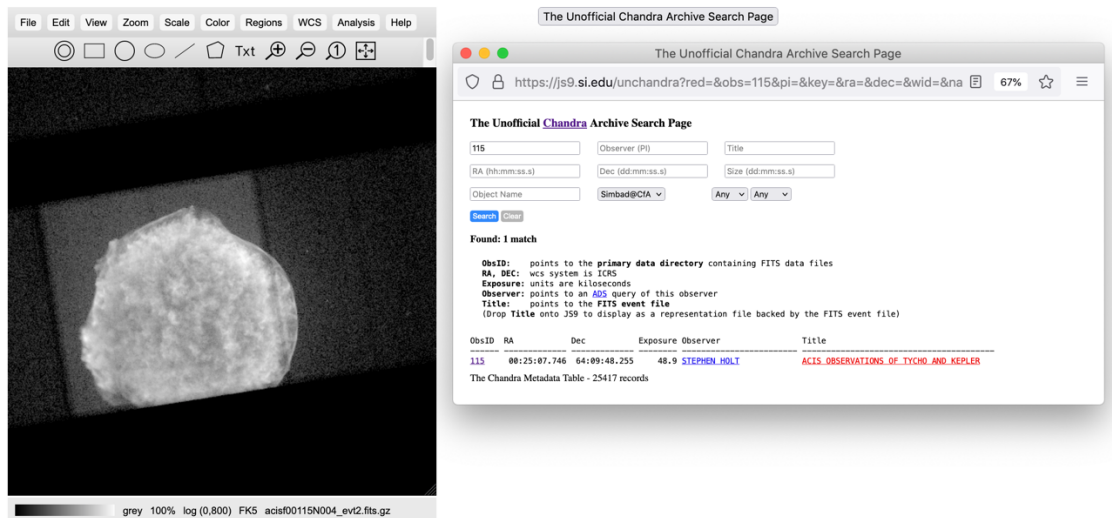 File Edit View Zoom Scale Color Regions WCS Analysis Help
Txt 1
grey 100% log (0,800) FK5 acisf00115N004_evt2.fits.gz
The Unofficial Chandra Archive Search Page
The Unofficial Chandra Archive Search Page
https://js9.si.edu/unchandra?red=&obs=115&pi=&key=&ra=&dec=&wid=&na 67%
The Unofficial Chandra Archive Search Page
115 Observer (PI) Title
RA (hh:mm:ss.s) Dec (dd:mm:ss.s) Size (dd:mm:ss.s)
Object Name Simbad@CfA Any Any
Search Clear
Found: 1 match
ObsID: points to the primary data directory containing FITS data files
RA, DEC: wcs system is ICRS
Exposure: units are kiloseconds
Observer: points to an ADS query of this observer
Title: points to the FITS event file
(Drop Title onto JS9 to display as a representation file backed by the FITS event file)
ObsID RA Dec Exposure Observer Title
115 00:25:07.746 64:09:48.255 48.9 STEPHEN HOLT ACIS OBSERVATIONS OF TYCHO AND KEPLER
The Chandra Metadata Table - 25417 records